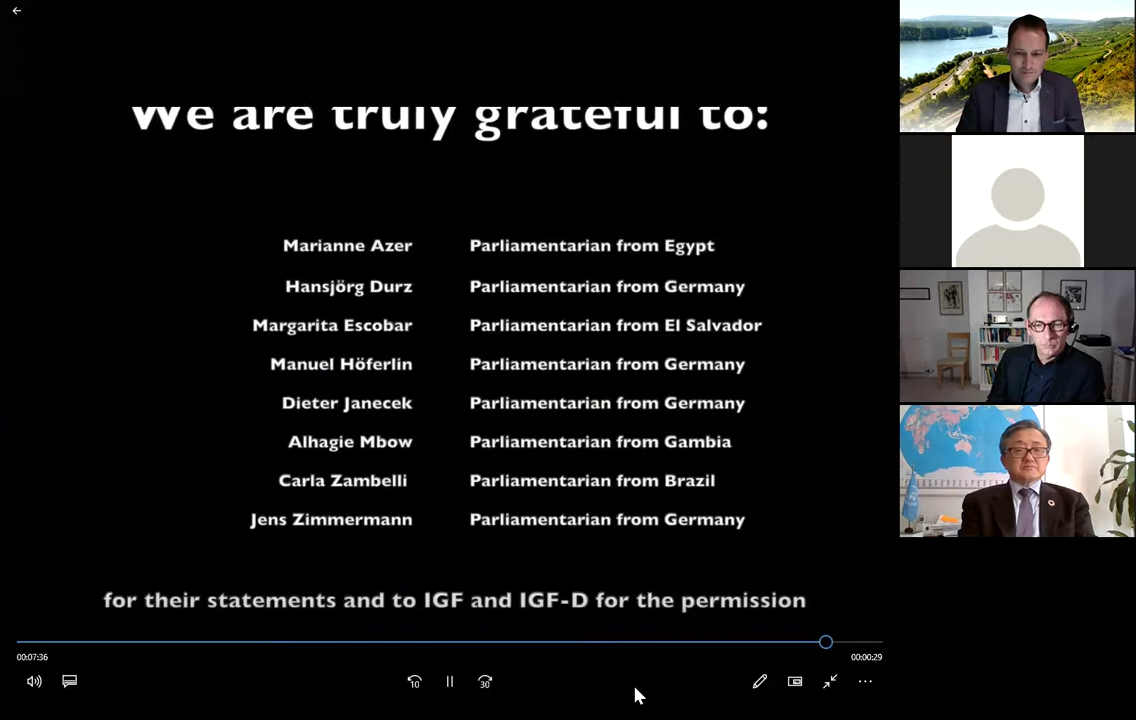 We are truly grateful to:
Marianne Azer Parliamentarian from Egypt
Hansjörg Durz Parliamentarian from Germany
Margarita Escobar Parliamentarian from El Salvador
Manuel Höferlin Parliamentarian from Germany
Dieter Janecek Parliamentarian from Germany
Alhagie Mbow Parliamentarian from Gambia
Carla Zambelli Parliamentarian from Brazil
Jens Zimmermann Parliamentarian from Germany
for their statements and to IGF and IGF-D for the permission
00:07:36 00:00:29
10 30